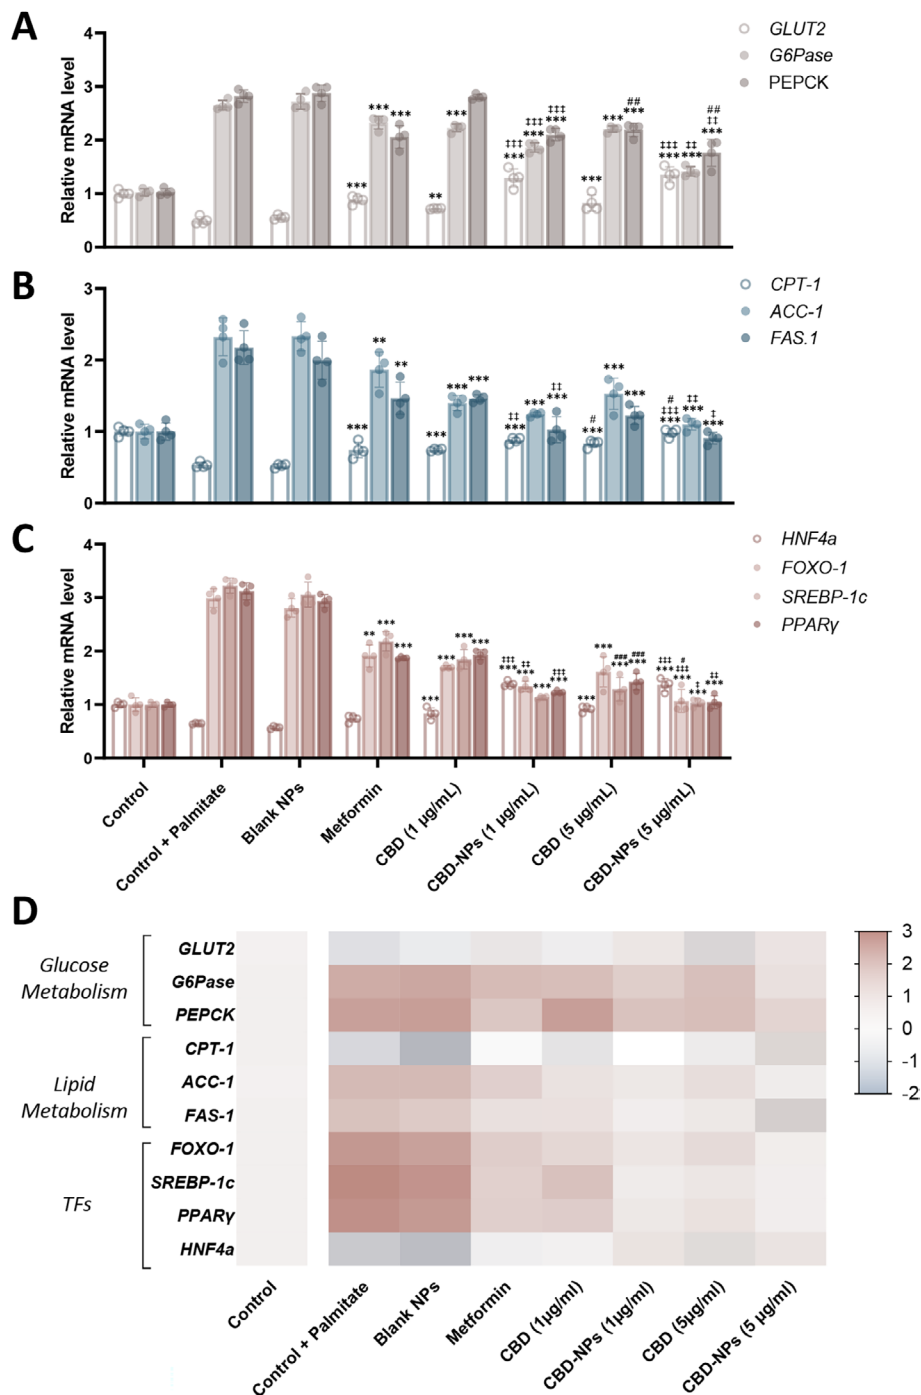 A
Relative mRNA level
4
3
2
1
0
GLUT2
G6Pase
PEPCK
***
***
***
**
***
‡‡‡
***
‡‡‡
***
‡‡‡
***
***
***
##
***
‡‡‡
***
‡‡
***
##
‡‡
***
B
Relative mRNA level
3
2
1
0
CPT-1
ACC-1
FAS.1
***
**
**
***
***
***
‡‡
***
***
‡‡
***
#
***
***
***
#
‡‡‡
***
‡‡
***
‡
***
C
Relative mRNA level
4
3
2
1
0
HNF4a
FOXO-1
SREBP-1c
PPARγ
**
***
***
***
***
***
***
‡‡‡
***
‡‡
***
***
‡‡‡
***
***
***
###
***
###
***
‡‡‡
***
#
‡‡‡
***
‡
***
‡‡
***
Control
Control + Palmitate
Blank NPs
Metformin
CBD (1 µg/mL)
CBD-NPs (1 µg/mL)
CBD (5 µg/mL)
CBD-NPs (5 µg/mL)
D
Glucose
Metabolism
Lipid
Metabolism
TFs
GLUT2
G6Pase
PEPCK
CPT-1
ACC-1
FAS-1
FOXO-1
SREBP-1c
PPARγ
HNF4a
3
2
1
0
-1
-2
Control
Control + Palmitate
Blank NPs
Metformin
CBD (1µg/ml)
CBD-NPs (1µg/ml)
CBD (5µg/ml)
CBD-NPs (5 µg/ml)